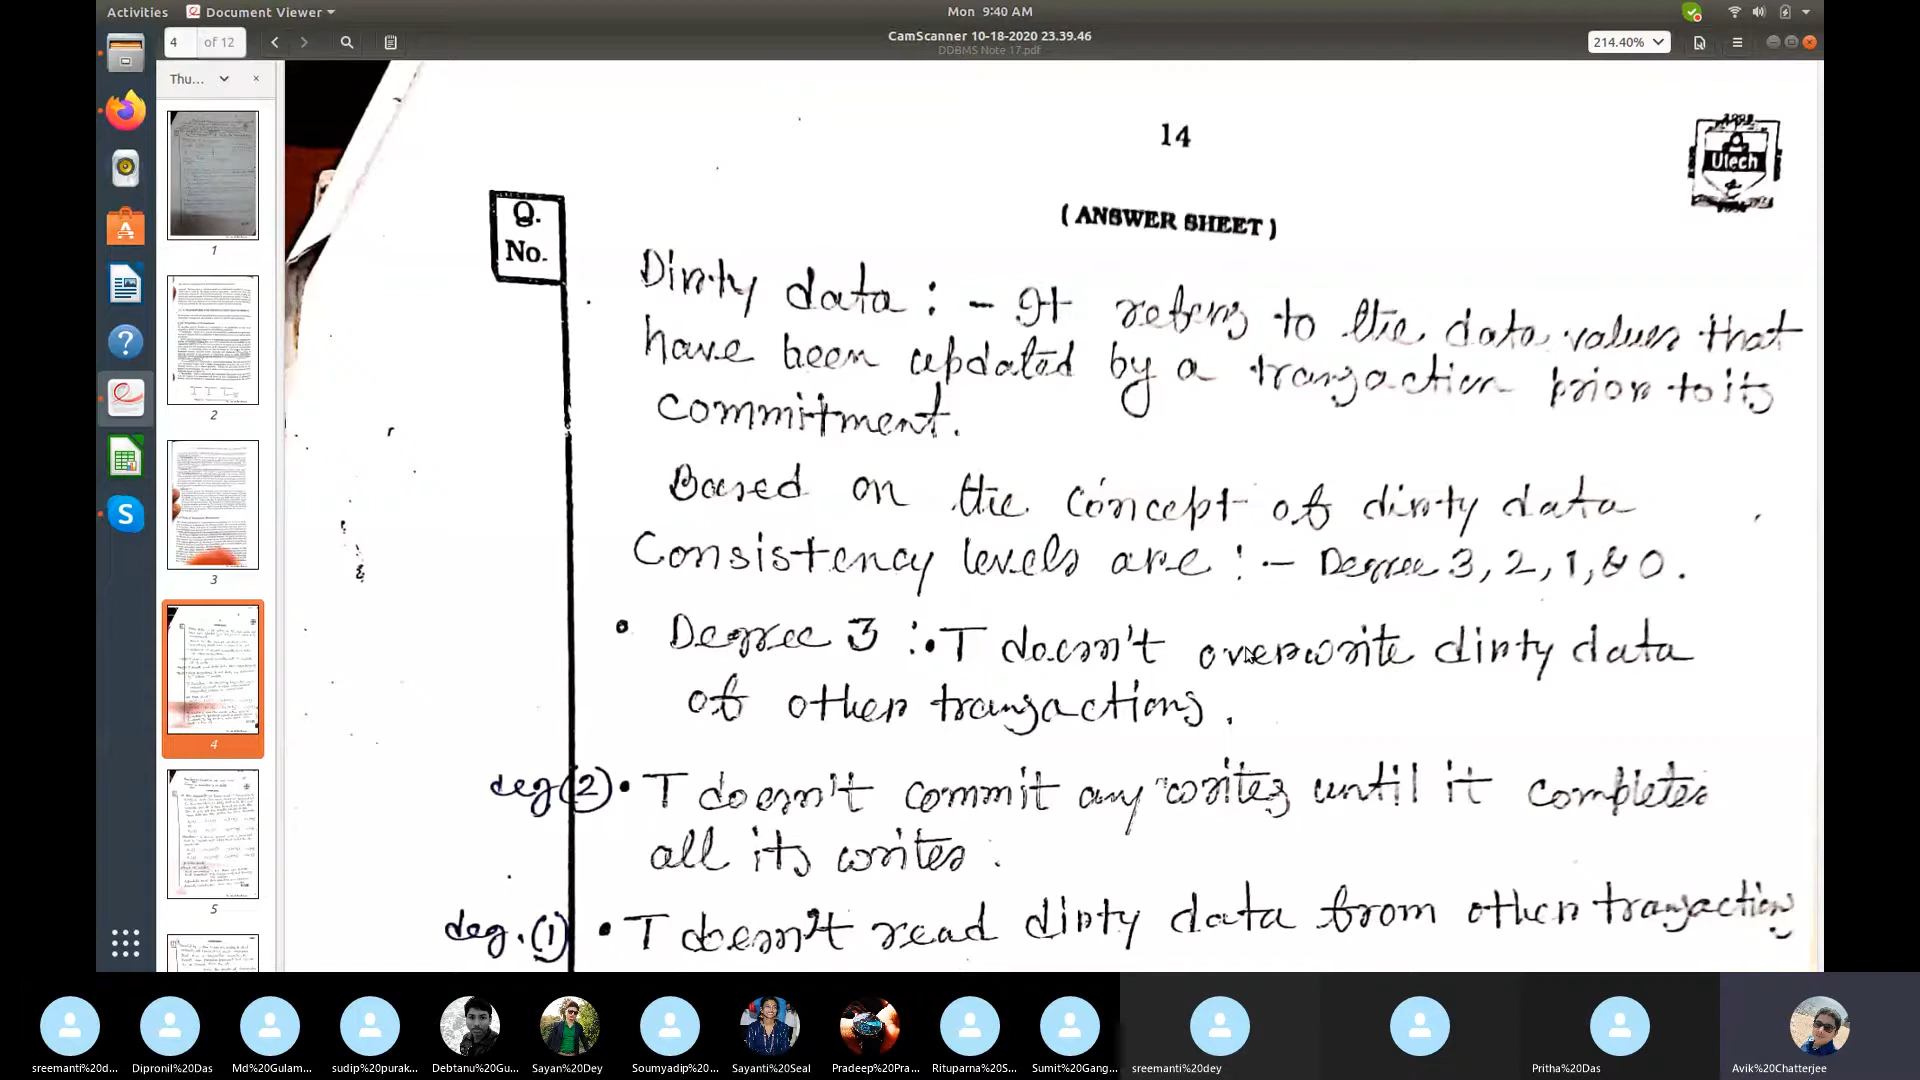 Activities Document Viewer Mon 9:40 AM
4 of 12 CamScanner 10-18-2020 23.39.46 214.40%
DDBMS Note 17.pdf
Thu...
1
2
3
4
5
14
Utech
Q.
No.
( ANSWER SHEET )
Dirty data : - It refers to the data values that
have been updated by a transaction prior to its
commitment.
Based on the concept of dirty data
Consistency levels are : - Degree 3, 2, 1, & 0.
• Degree 3 : • T doesn't overwrite dirty data
of other transactions.
deg(2) • T doesn't commit any writes until it completes
all its writes.
deg.(1) • T doesn't read dirty data from other transactions
sreemanti%20d... Dipronil%20Das Md%20Gulam... sudip%20purak... Debtanu%20Gu... Sayan%20Dey Soumyadip%20... Sayanti%20Seal Pradeep%20Pra... Rituparna%20S... Sumit%20Gang... sreemanti%20dey Pritha%20Das Avik%20Chatterjee